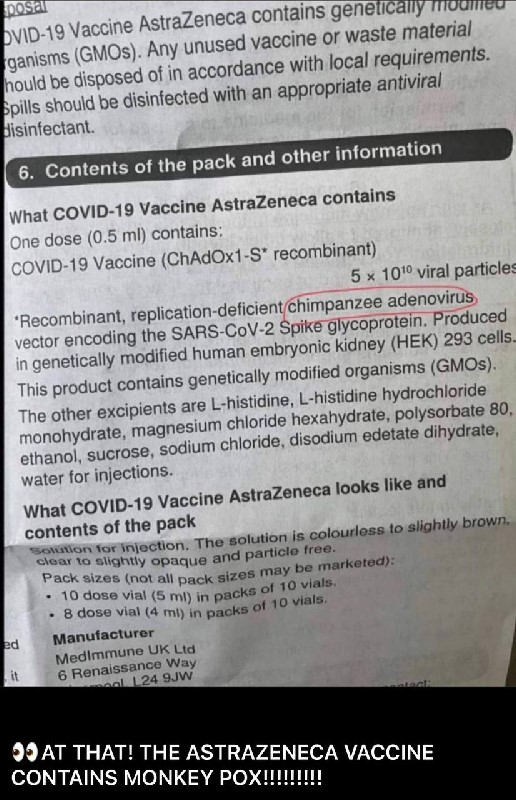 COVID-19 Vaccine AstraZeneca contains genetically modified
organisms (GMOs). Any unused vaccine or waste material
should be disposed of in accordance with local requirements.
Spills should be disinfected with an appropriate antiviral
disinfectant.
6. Contents of the pack and other information
What COVID-19 Vaccine AstraZeneca contains
One dose (0.5 ml) contains:
COVID-19 Vaccine (ChAdOx1-S* recombinant)
5 × 10¹⁰ viral particles
*Recombinant, replication-deficient chimpanzee adenovirus
vector encoding the SARS-CoV-2 Spike glycoprotein. Produced
in genetically modified human embryonic kidney (HEK) 293 cells.
This product contains genetically modified organisms (GMOs).
The other excipients are L-histidine, L-histidine hydrochloride
monohydrate, magnesium chloride hexahydrate, polysorbate 80,
ethanol, sucrose, sodium chloride, disodium edetate dihydrate,
water for injections.
What COVID-19 Vaccine AstraZeneca looks like and
contents of the pack
Solution for injection. The solution is colourless to slightly brown,
clear to slightly opaque and particle free.
Pack sizes (not all pack sizes may be marketed):
• 10 dose vial (5 ml) in packs of 10 vials.
• 8 dose vial (4 ml) in packs of 10 vials.
ed
Manufacturer
MedImmune UK Ltd
it
6 Renaissance Way
L24 9JW
👀AT THAT! THE ASTRAZENECA VACCINE
CONTAINS MONKEY POX!!!!!!!!!